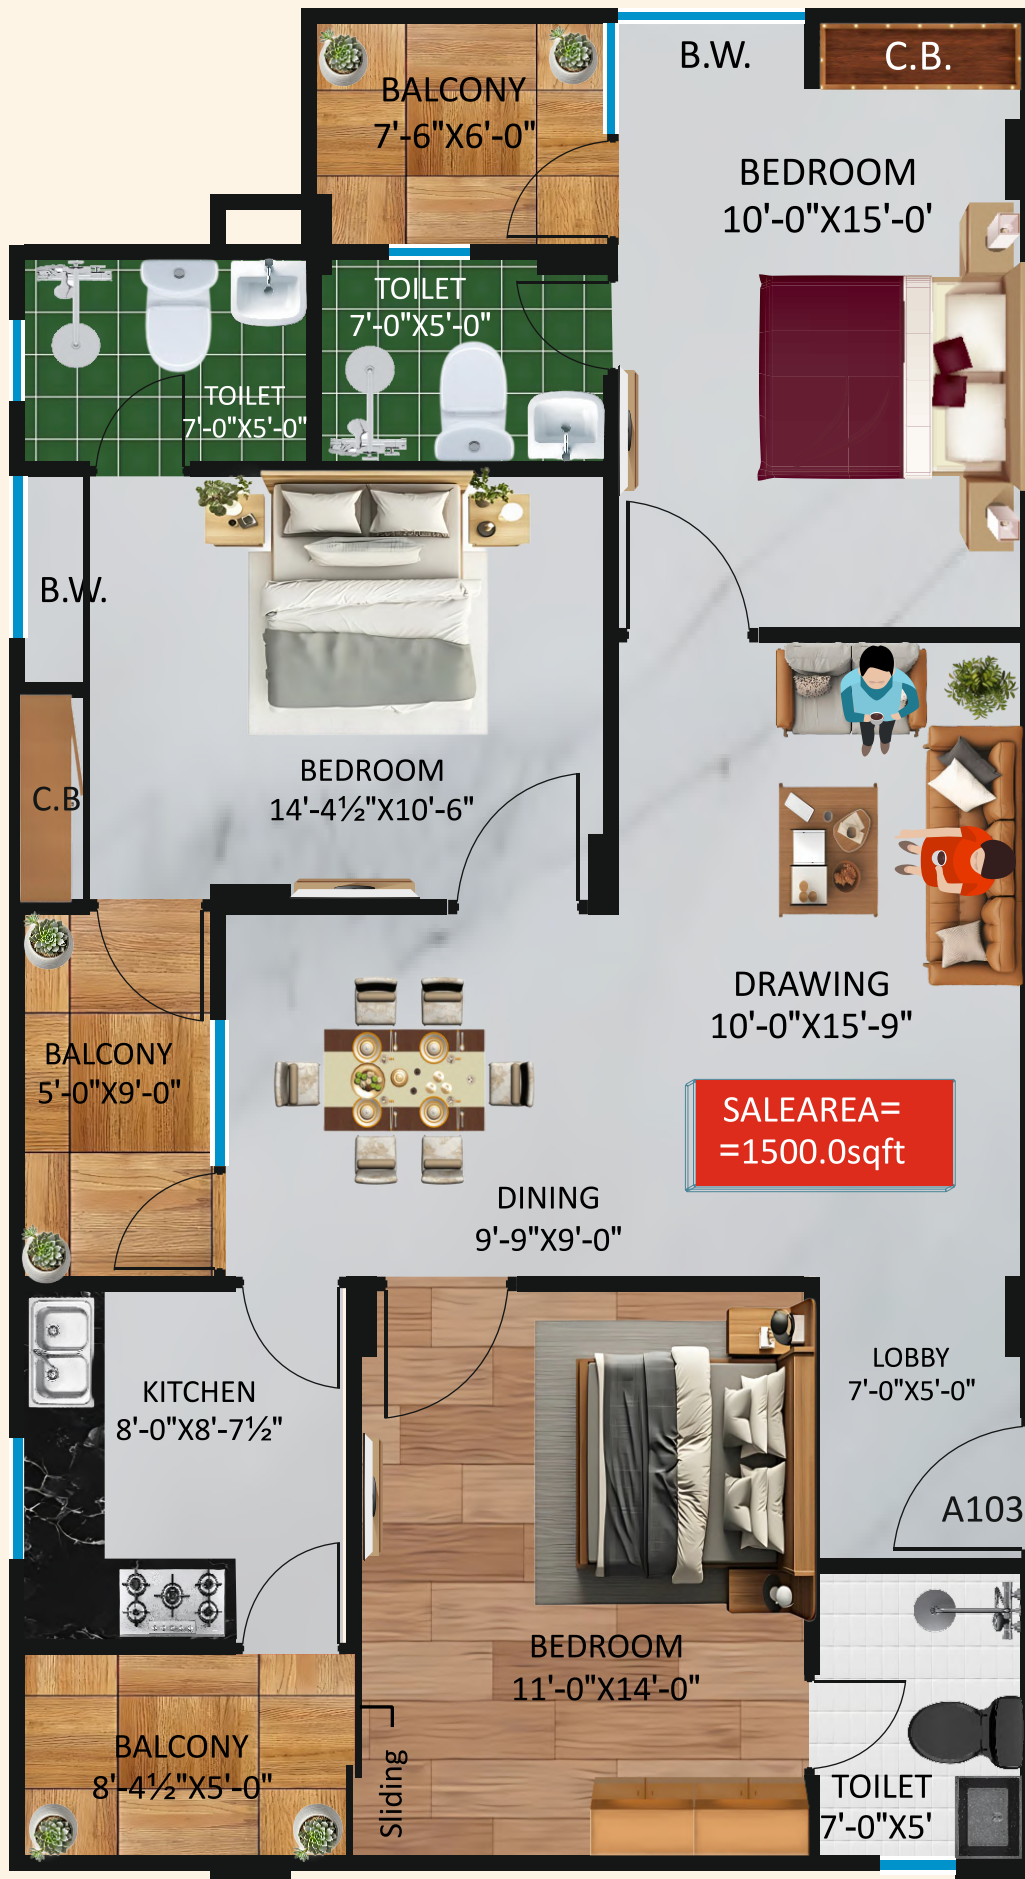 B.W.
C.B.
BALCONY
7'-6"X6'-0"
BEDROOM
10'-0"X15'-0'
TOILET
7'-0"X5'-0"
TOILET
7'-0"X5'-0"
B.W.
BEDROOM
14'-4½"X10'-6"
C.B
DRAWING
10'-0"X15'-9"
BALCONY
5'-0"X9'-0"
SALEAREA=
=1500.0sqft
DINING
9'-9"X9'-0"
LOBBY
7'-0"X5'-0"
KITCHEN
8'-0"X8'-7½"
A103
BEDROOM
11'-0"X14'-0"
BALCONY
8'-4½"X5'-0"
Sliding
TOILET
7'-0"X5'